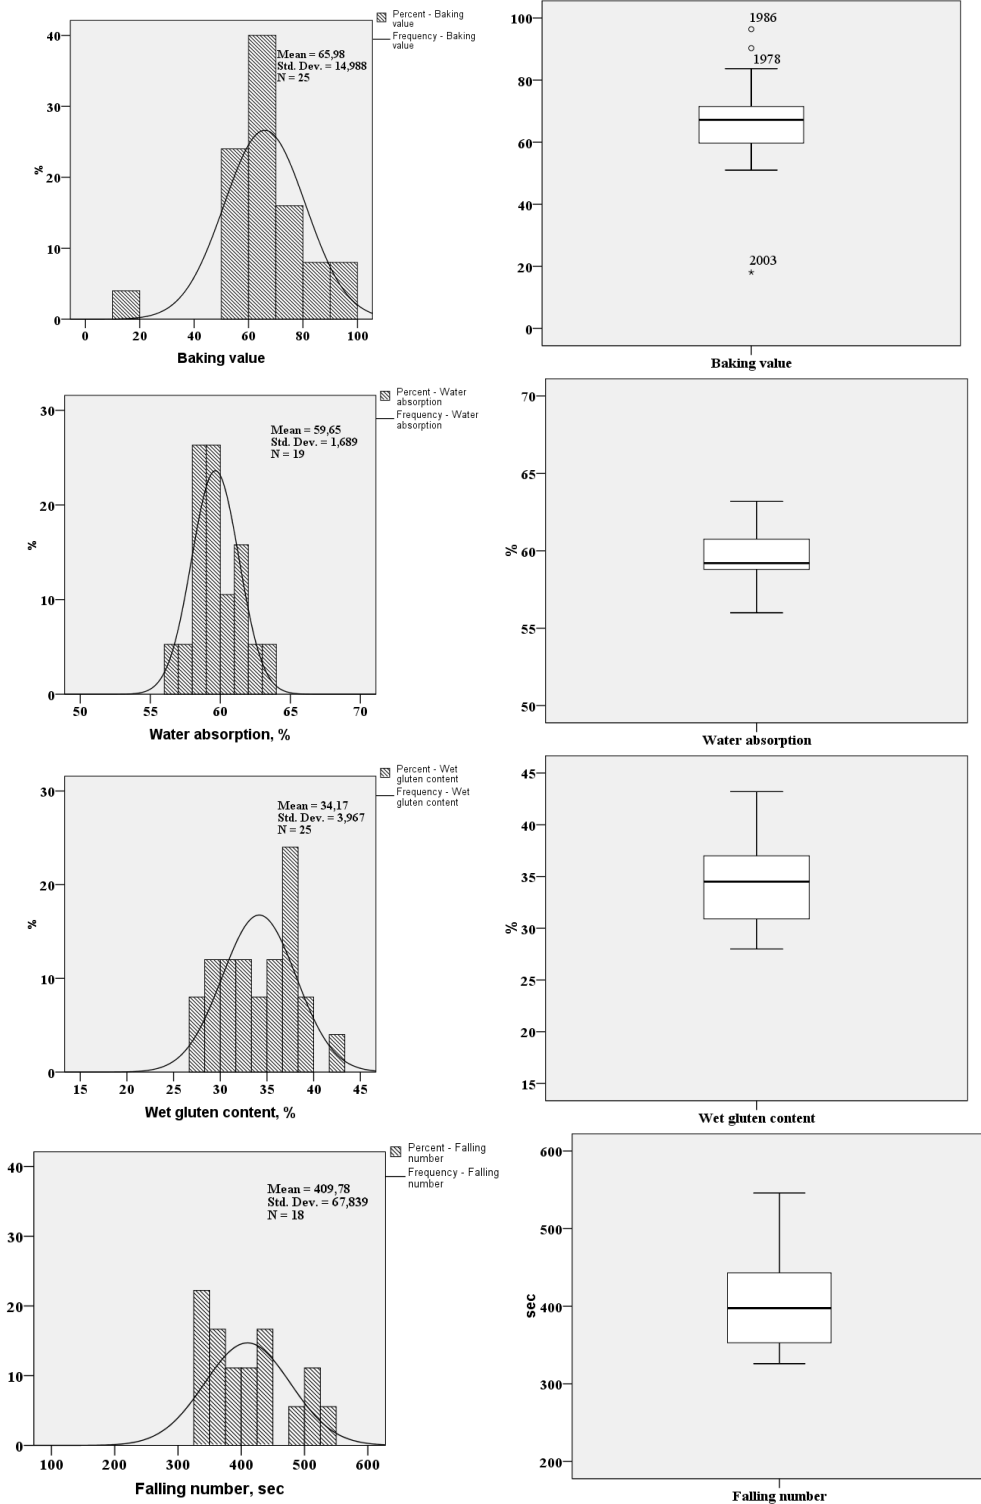 Percent - Baking
value
Frequency - Baking
value
Mean = 65,98
Std. Dev. = 14,988
N = 25
%
40
30
20
10
0
0 20 40 60 80 100
Baking value
100
80
60
40
20
0
1986
1978
2003
*
Baking value
Percent - Water
absorption
Frequency - Water
absorption
Mean = 59,65
Std. Dev. = 1,689
N = 19
%
30
20
10
0
50 55 60 65 70
Water absorption, %
%
70
65
60
55
50
Water absorption
Percent - Wet
gluten content
Frequency - Wet
gluten content
Mean = 34,17
Std. Dev. = 3,967
N = 25
%
30
20
10
0
15 20 25 30 35 40 45
Wet gluten content, %
%
45
40
35
30
25
20
15
Wet gluten content
Percent - Falling
number
Frequency - Falling
number
Mean = 409,78
Std. Dev. = 67,839
N = 18
%
40
30
20
10
0
100 200 300 400 500 600
Falling number, sec
sec
600
500
400
300
200
Falling number